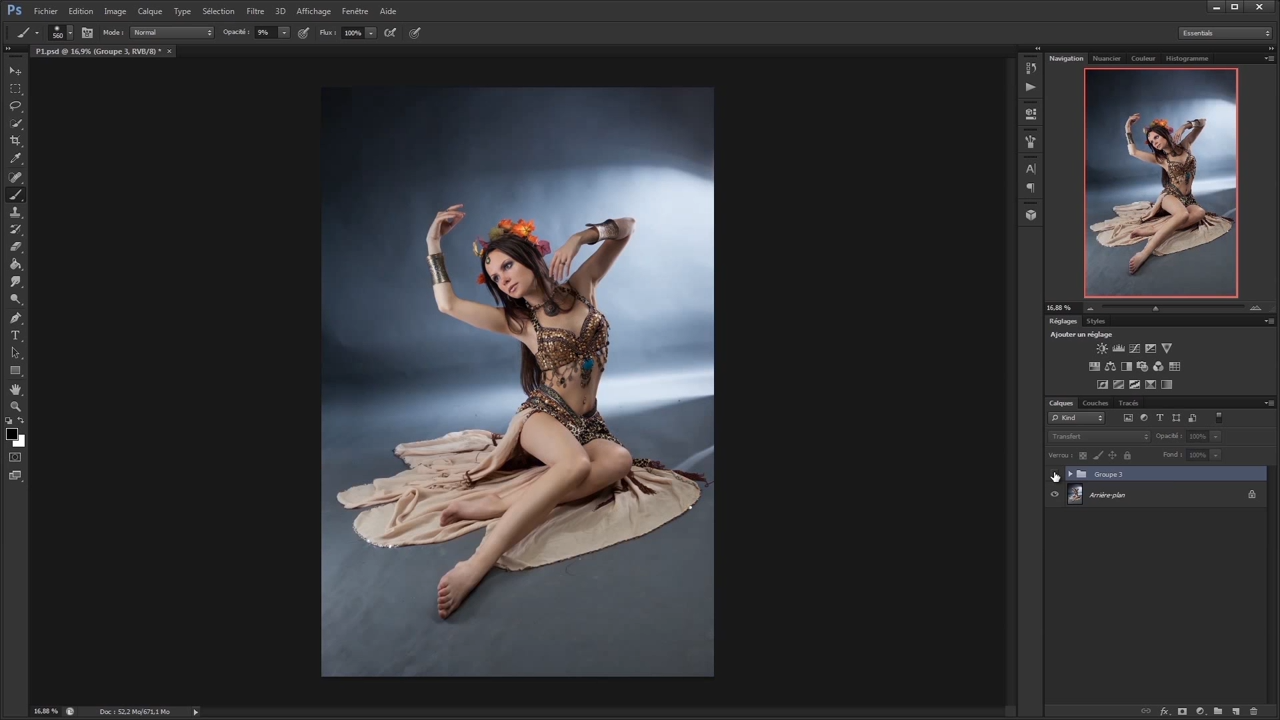 Ps Fichier Edition Image Calque Type Sélection Filtre 3D Affichage Fenêtre Aide
560 Mode : Normal Opacité : 9% Flux : 100% Essentials
P1.psd @ 16,9% (Groupe 3, RVB/8) * ×
Navigation Nuancier Couleur Histogramme
16,88 %
Réglages Styles
Ajouter un réglage
Calques Couches Tracés
Kind
Transfert Opacité : 100%
Verrou : Fond : 100%
Groupe 3
Arrière-plan
16,88 % Doc : 52,2 Mo/671,1 Mo